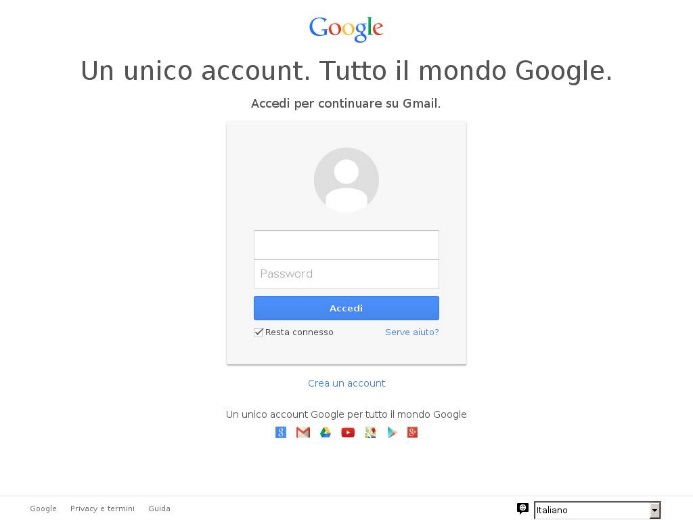 Google
Un unico account. Tutto il mondo Google.
Accedi per continuare su Gmail.
Password
Accedi
Resta connesso Serve aiuto?
Crea un account
Un unico account Google per tutto il mondo Google
Google Privacy e termini Guida Italiano